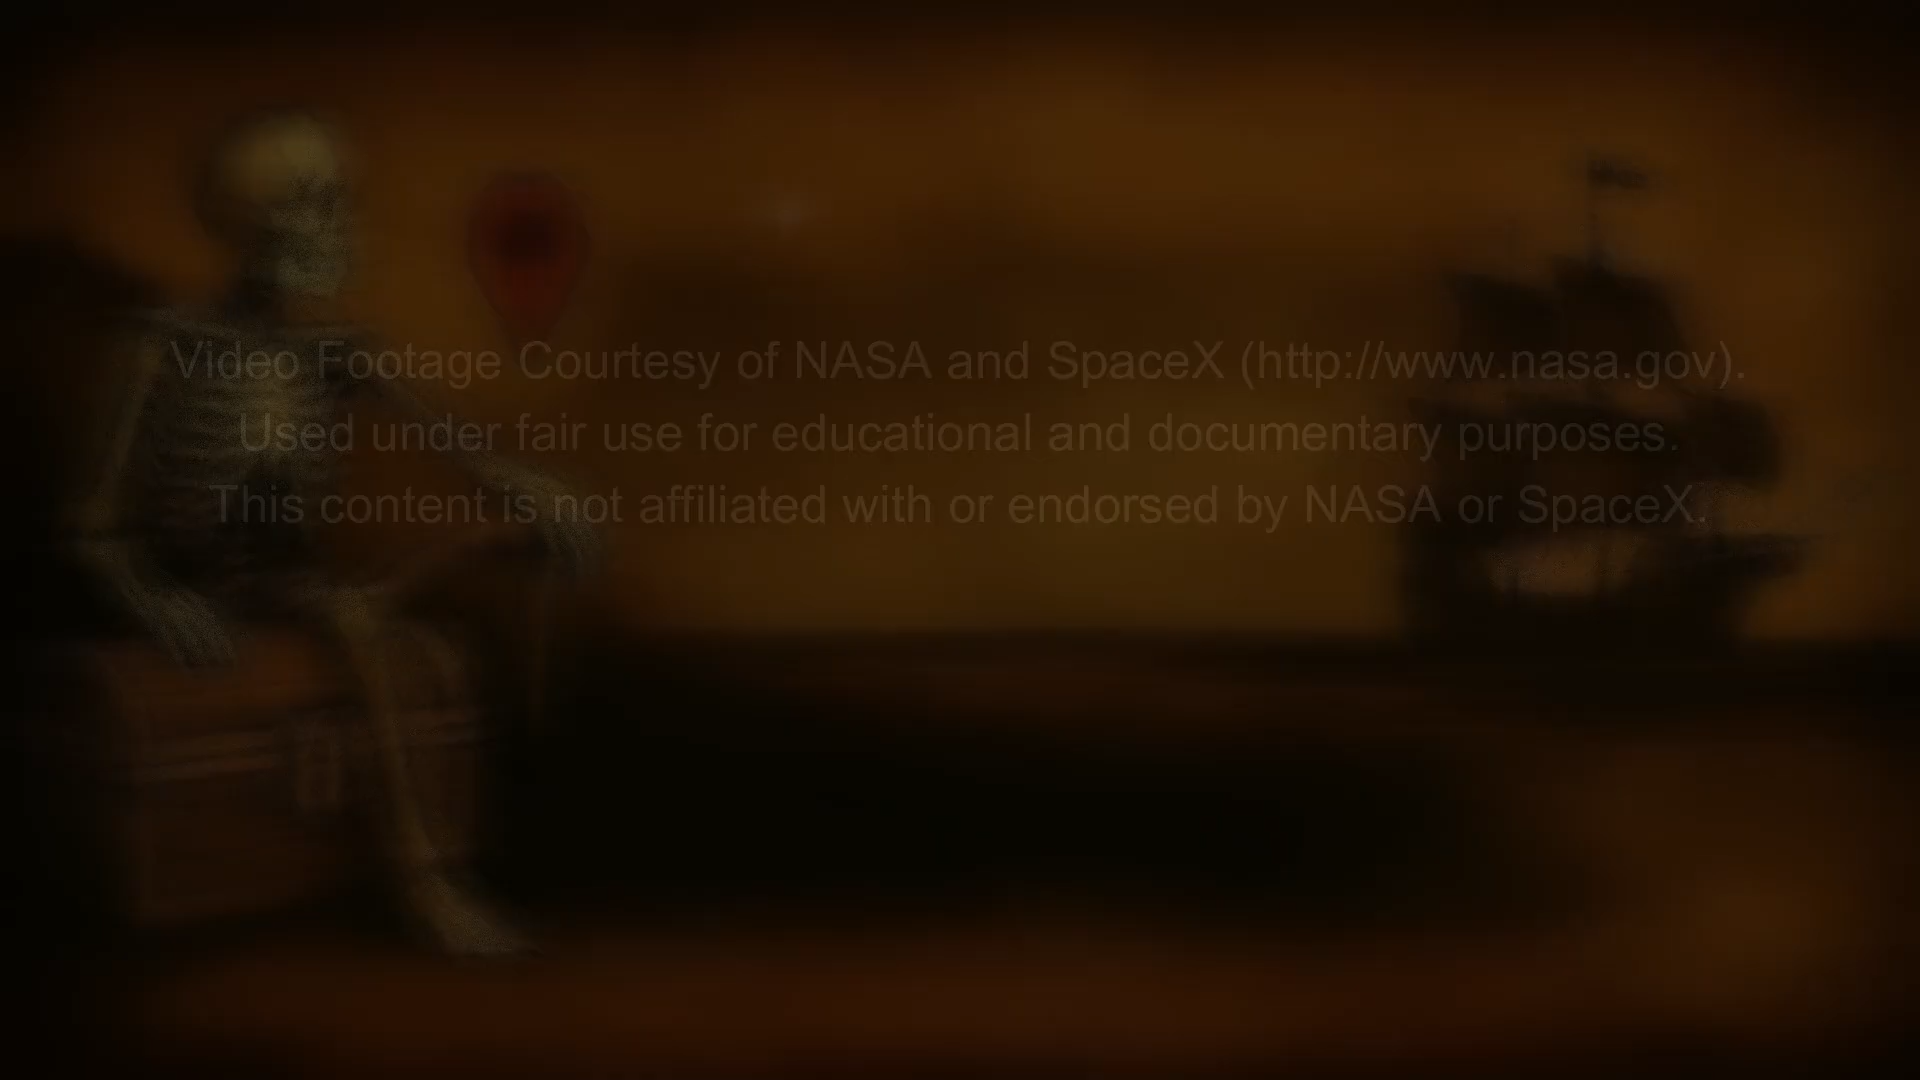 Video Footage Courtesy of NASA and SpaceX (http://www.nasa.gov).
Used under fair use for educational and documentary purposes.
This content is not affiliated with or endorsed by NASA or SpaceX.